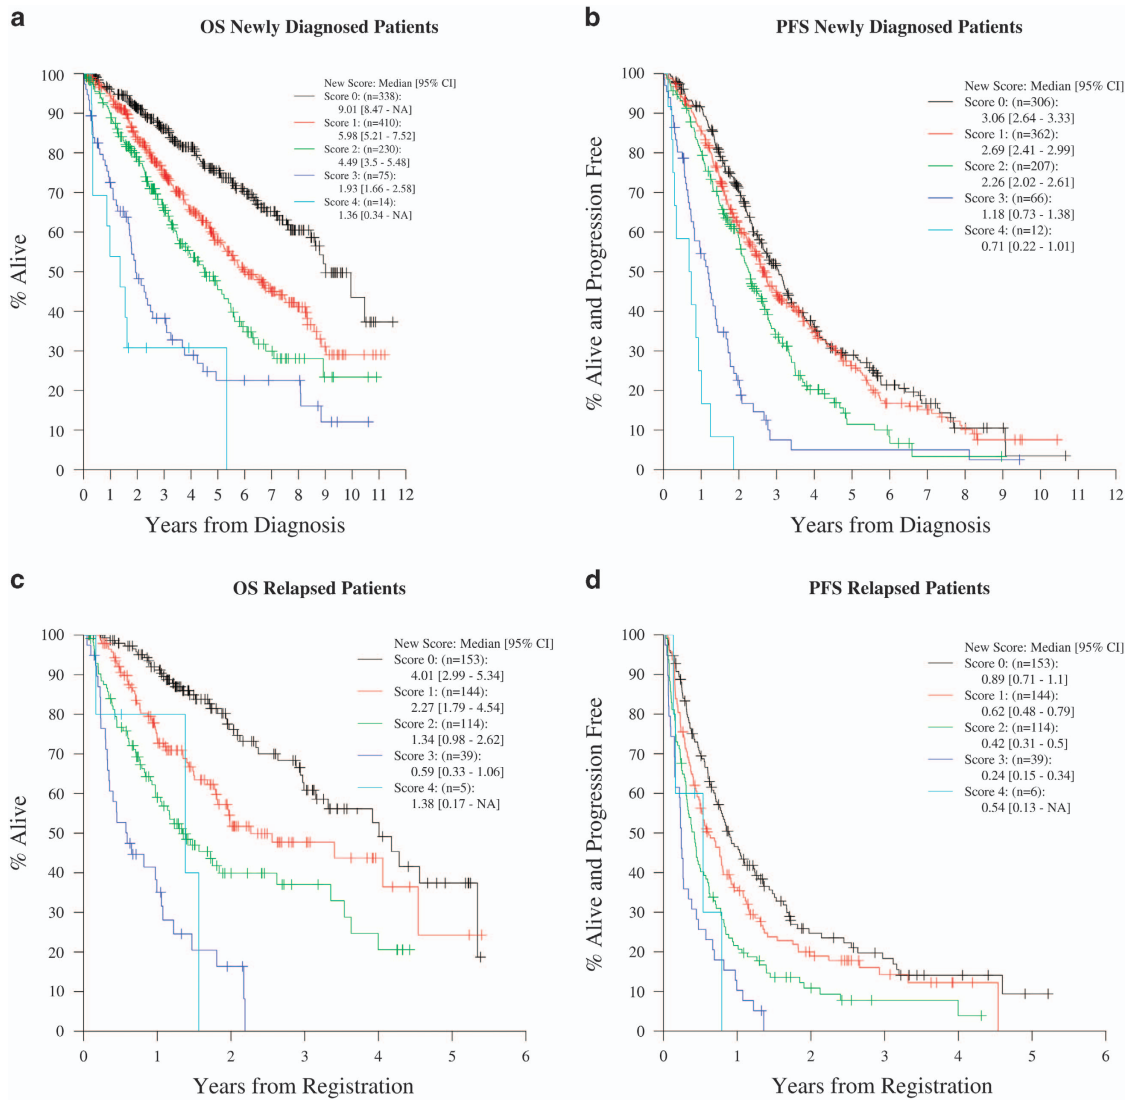 a
OS Newly Diagnosed Patients
% Alive
100
90
80
70
60
50
40
30
20
10
0
0 1 2 3 4 5 6 7 8 9 10 11 12
Years from Diagnosis
New Score: Median [95% CI]
Score 0: (n=338):
9.01 [8.47 - NA]
Score 1: (n=410):
5.98 [5.21 - 7.52]
Score 2: (n=230):
4.49 [3.5 - 5.48]
Score 3: (n=75):
1.93 [1.66 - 2.58]
Score 4: (n=14):
1.36 [0.34 - NA]
b
PFS Newly Diagnosed Patients
% Alive and Progression Free
100
90
80
70
60
50
40
30
20
10
0
0 1 2 3 4 5 6 7 8 9 10 11 12
Years from Diagnosis
New Score: Median [95% CI]
Score 0: (n=306):
3.06 [2.64 - 3.33]
Score 1: (n=362):
2.69 [2.41 - 2.99]
Score 2: (n=207):
2.26 [2.02 - 2.61]
Score 3: (n=66):
1.18 [0.73 - 1.38]
Score 4: (n=12):
0.71 [0.22 - 1.01]
c
OS Relapsed Patients
% Alive
100
90
80
70
60
50
40
30
20
10
0
0 1 2 3 4 5 6
Years from Registration
New Score: Median [95% CI]
Score 0: (n=153):
4.01 [2.99 - 5.34]
Score 1: (n=144):
2.27 [1.79 - 4.54]
Score 2: (n=114):
1.34 [0.98 - 2.62]
Score 3: (n=39):
0.59 [0.33 - 1.06]
Score 4: (n=5):
1.38 [0.17 - NA]
d
PFS Relapsed Patients
% Alive and Progression Free
100
90
80
70
60
50
40
30
20
10
0
0 1 2 3 4 5 6
Years from Registration
New Score: Median [95% CI]
Score 0: (n=153):
0.89 [0.71 - 1.1]
Score 1: (n=144):
0.62 [0.48 - 0.79]
Score 2: (n=114):
0.42 [0.31 - 0.5]
Score 3: (n=39):
0.24 [0.15 - 0.34]
Score 4: (n=6):
0.54 [0.13 - NA]